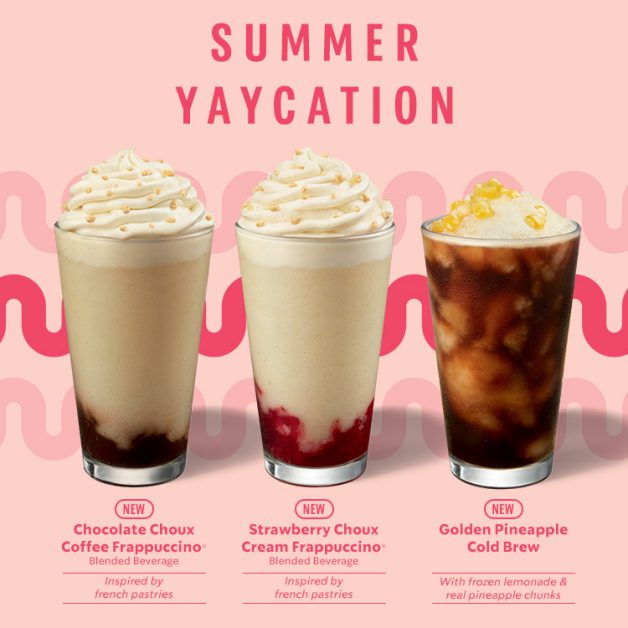 SUMMER
YAYCATION
NEW
Chocolate Choux
Coffee Frappuccino®
Blended Beverage
Inspired by
french pastries
NEW
Strawberry Choux
Cream Frappuccino®
Blended Beverage
Inspired by
french pastries
NEW
Golden Pineapple
Cold Brew
With frozen lemonade &
real pineapple chunks